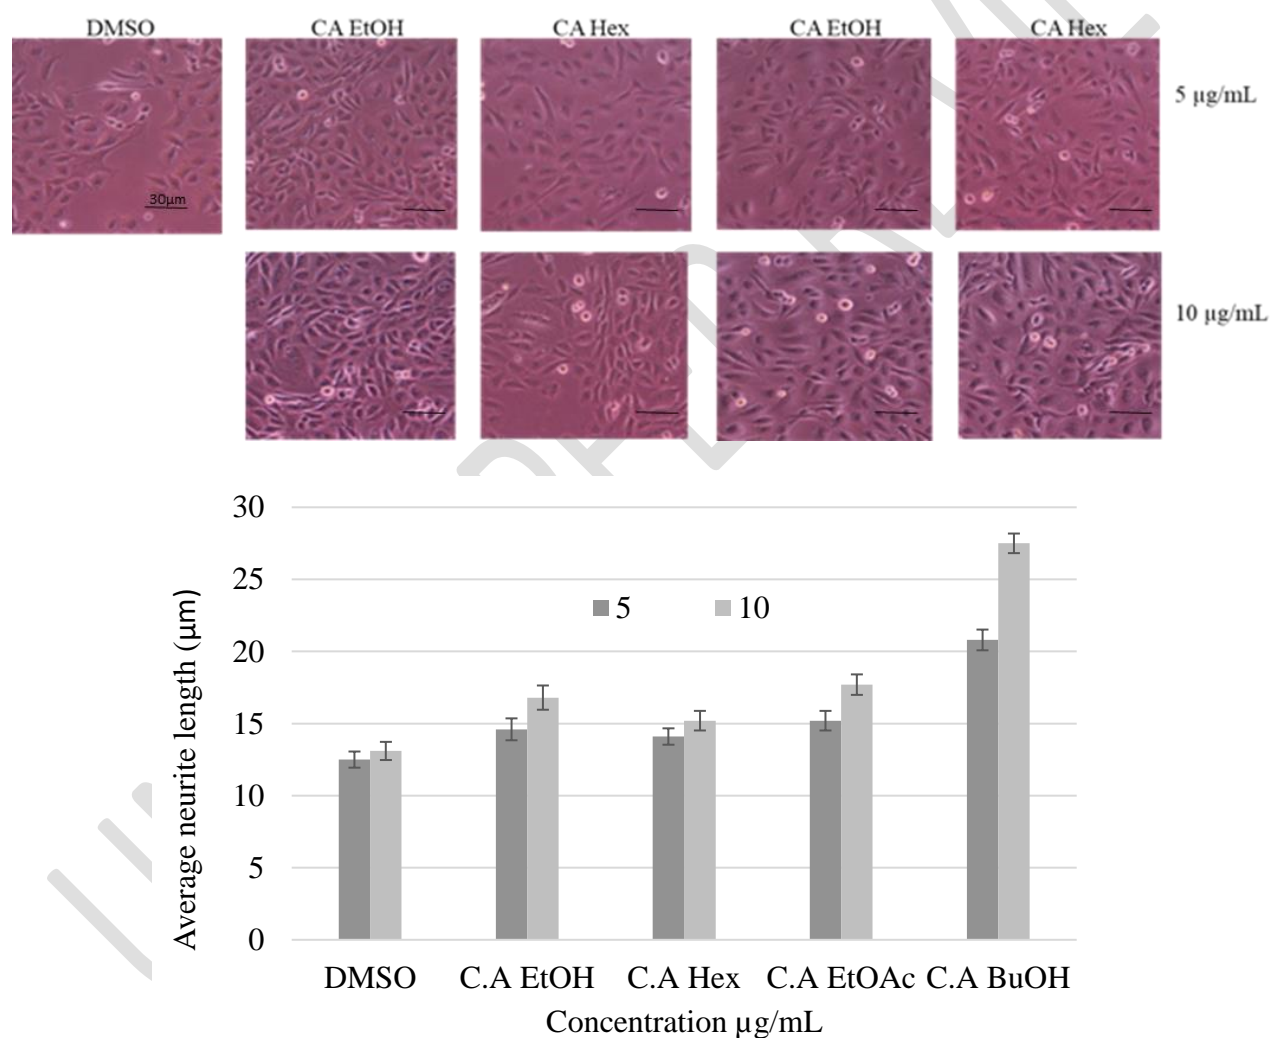 DMSO CA EtOH CA Hex CA EtOH CA Hex
5 µg/mL
30µm
10 µg/mL
30
25
20
15
10
5
0
Average neurite length (µm)
5 10
DMSO C.A EtOH C.A Hex C.A EtOAc C.A BuOH
Concentration µg/mL